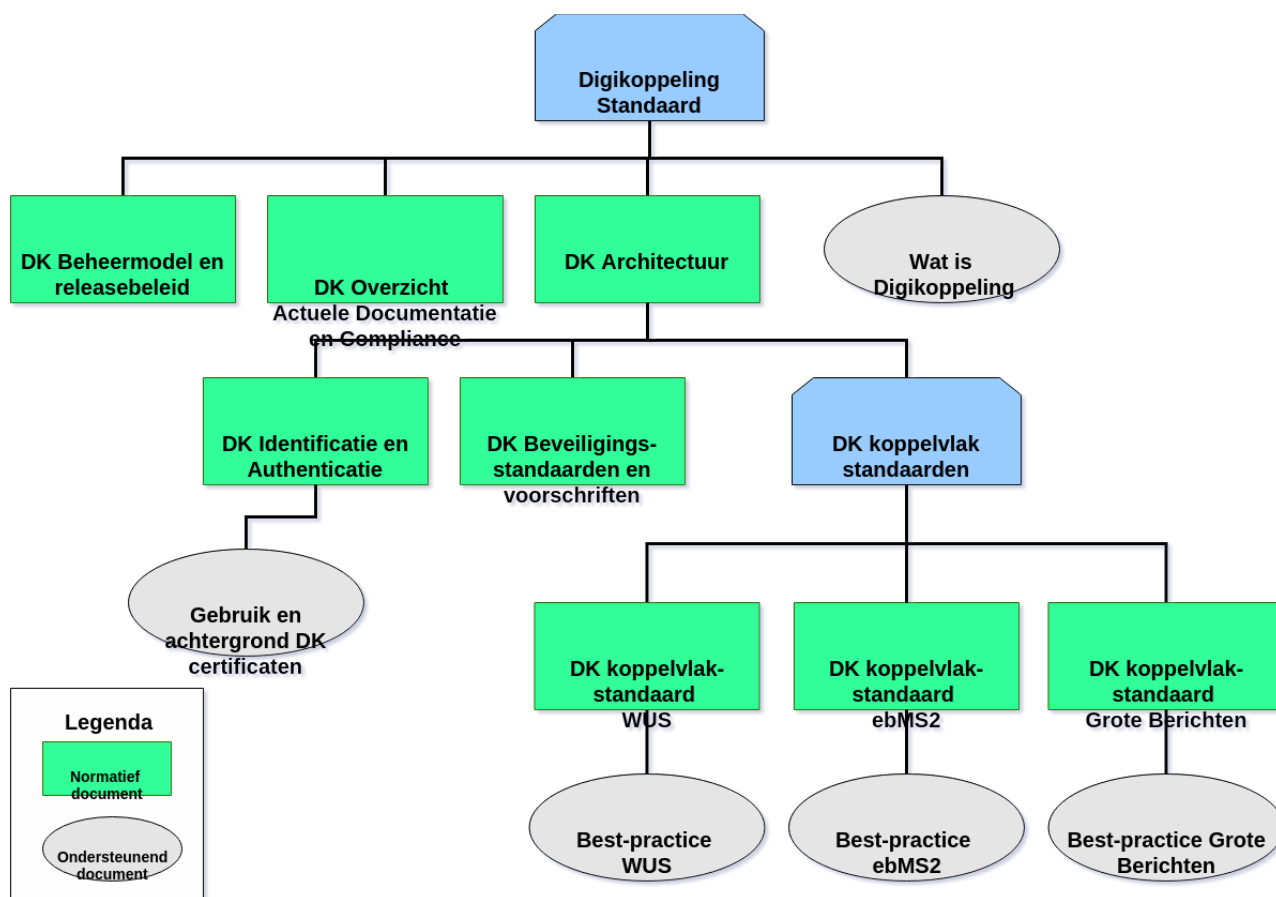 Digikoppeling
Standaard
DK Beheermodel en
releasebeleid
DK Overzicht
Actuele Documentatie
en Compliance
DK Architectuur
Wat is
Digikoppeling
DK Identificatie en
Authenticatie
DK Beveiligings-
standaarden en
voorschriften
DK koppelvlak
standaarden
Gebruik en
achtergrond DK
certificaten
DK koppelvlak-
standaard
WUS
DK koppelvlak-
standaard
ebMS2
DK koppelvlak-
standaard
Grote Berichten
Best-practice
WUS
Best-practice
ebMS2
Best-practice Grote
Berichten
Legenda
Normatief
document
Ondersteunend
document